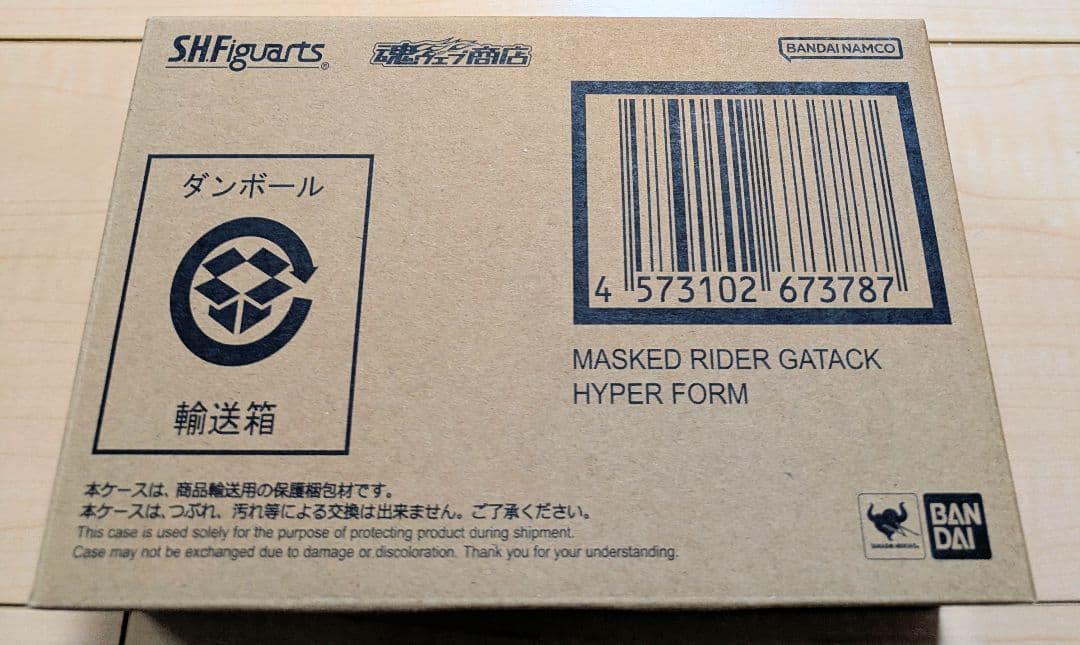 S.H.Figuarts®
魂ウェブ商店
BANDAI NAMCO
ダンボール
輸送箱
4 573102 673787
MASKED RIDER GATACK
HYPER FORM
本ケースは、商品輸送用の保護梱包材です。
本ケースは、つぶれ、汚れ等による交換は出来ません。ご了承ください。
This case is used solely for the purpose of protecting product during shipment.
Case may not be exchanged due to damage or discoloration. Thank you for your understanding.
TAMASHII NATIONS
BAN
DAI